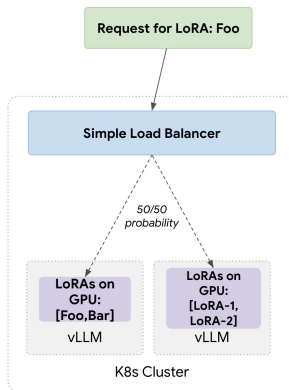 Request for LoRA: Foo
Simple Load Balancer
50/50
probability
LoRAs on
GPU:
[Foo,Bar]
vLLM
LoRAs on
GPU:
[LoRA-1,
LoRA-2]
vLLM
K8s Cluster